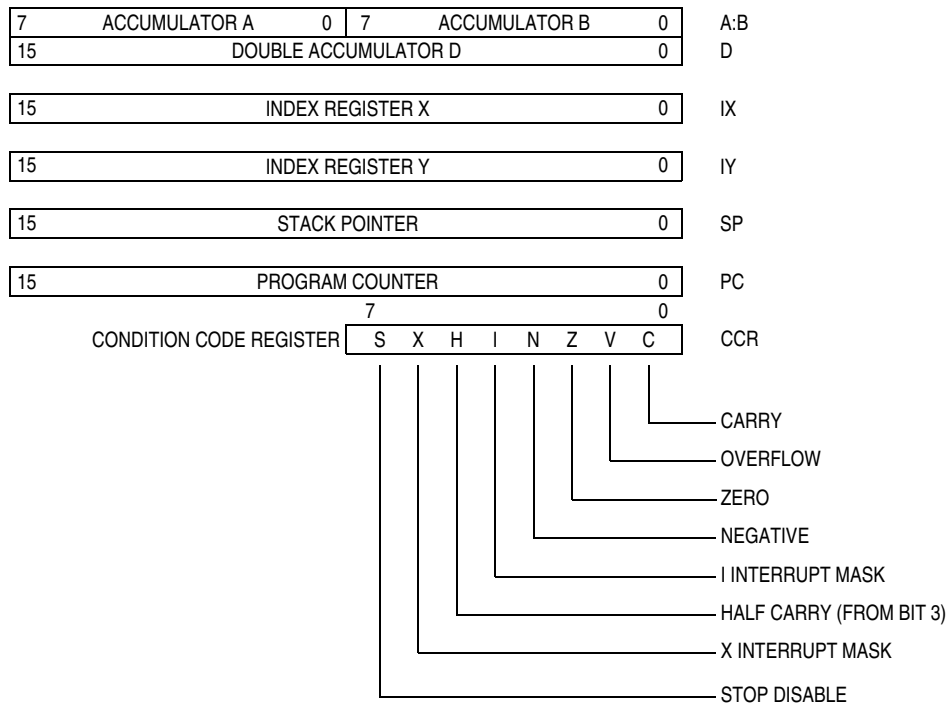 7 ACCUMULATOR A 0 7 ACCUMULATOR B 0 A:B
15 DOUBLE ACCUMULATOR D 0 D
15 INDEX REGISTER X 0 IX
15 INDEX REGISTER Y 0 IY
15 STACK POINTER 0 SP
15 PROGRAM COUNTER 0 PC
7 0
CONDITION CODE REGISTER S X H I N Z V C CCR
CARRY
OVERFLOW
ZERO
NEGATIVE
I INTERRUPT MASK
HALF CARRY (FROM BIT 3)
X INTERRUPT MASK
STOP DISABLE